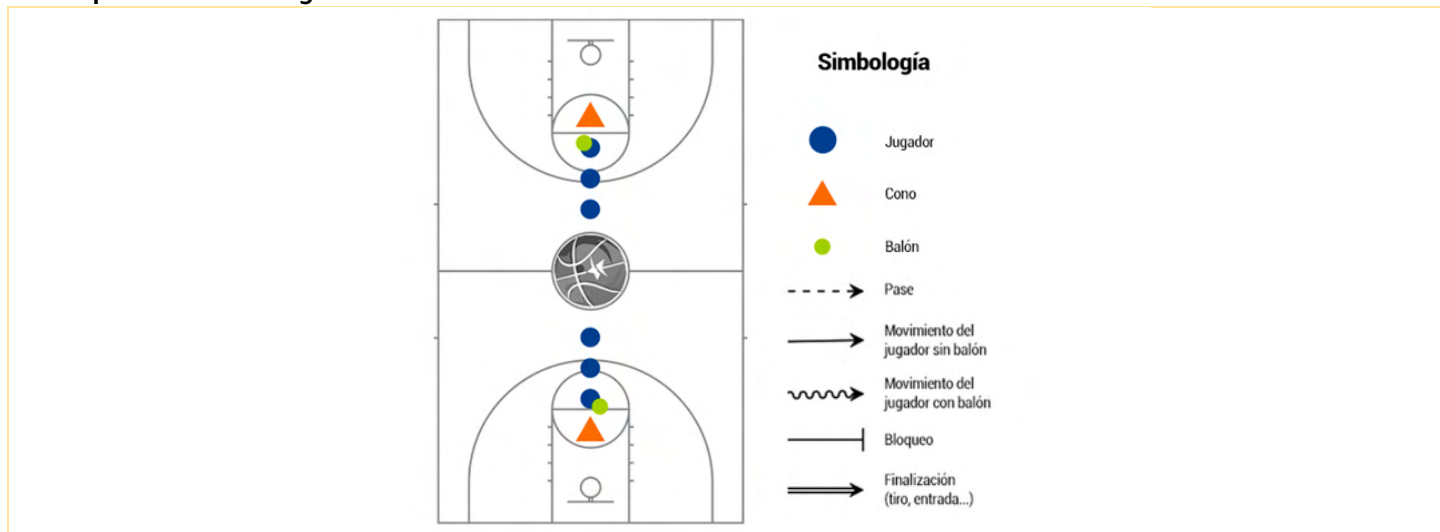 Simbología
Jugador
Cono
Balón
Pase
Movimiento del
jugador sin balón
Movimiento del
jugador con balón
Bloqueo
Finalización
(tiro, entrada...)